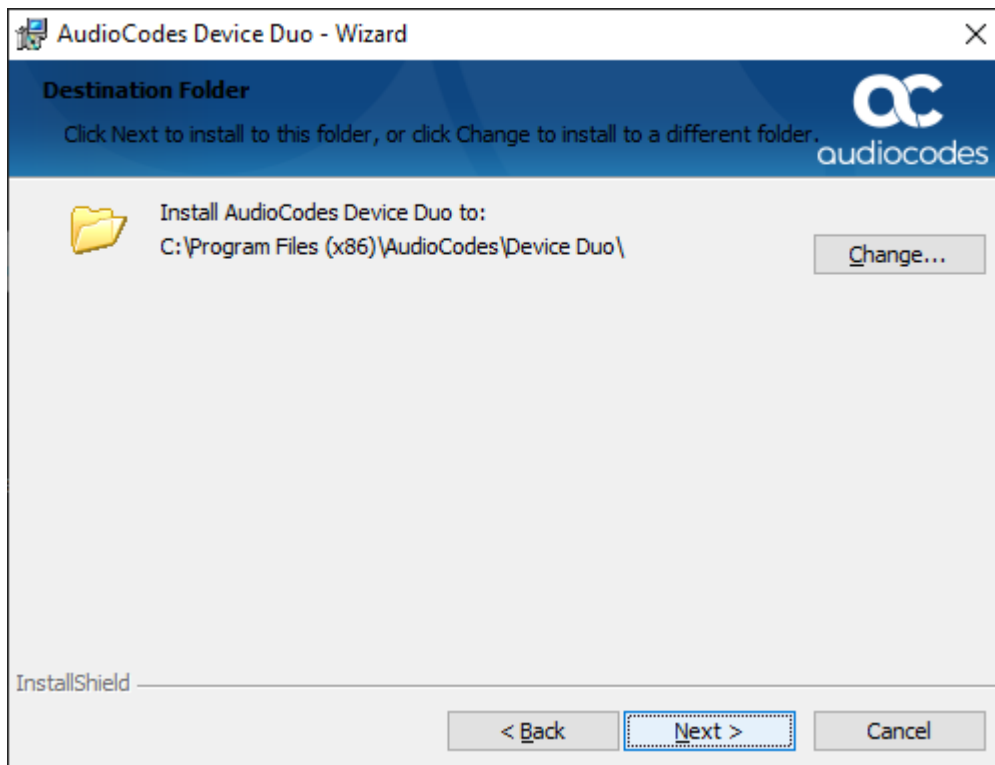 AudioCodes Device Duo - Wizard
Destination Folder
Click Next to install to this folder, or click Change to install to a different folder.
audiocodes
Install AudioCodes Device Duo to:
C:\Program Files (x86)\AudioCodes\Device Duo\
Change...
InstallShield
< Back
Next >
Cancel